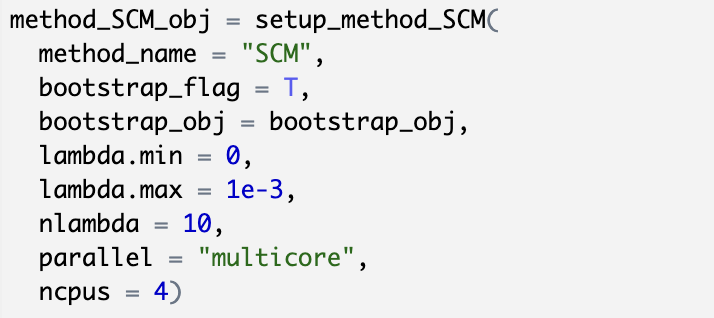 method_SCM_obj = setup_method_SCM(
  method_name = "SCM",
  bootstrap_flag = T,
  bootstrap_obj = bootstrap_obj,
  lambda.min = 0,
  lambda.max = 1e-3,
  nlambda = 10,
  parallel = "multicore",
  ncpus = 4)